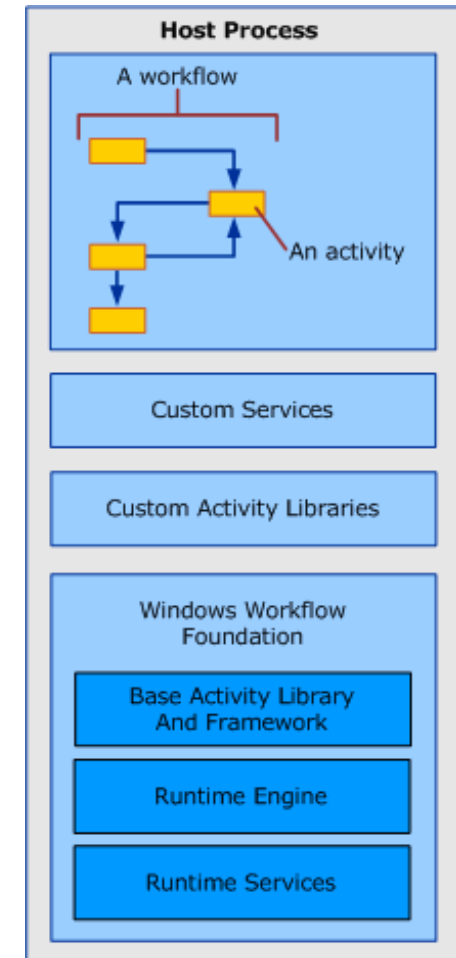 Host Process
A workflow
An activity
Custom Services
Custom Activity Libraries
Windows Workflow
Foundation
Base Activity Library
And Framework
Runtime Engine
Runtime Services